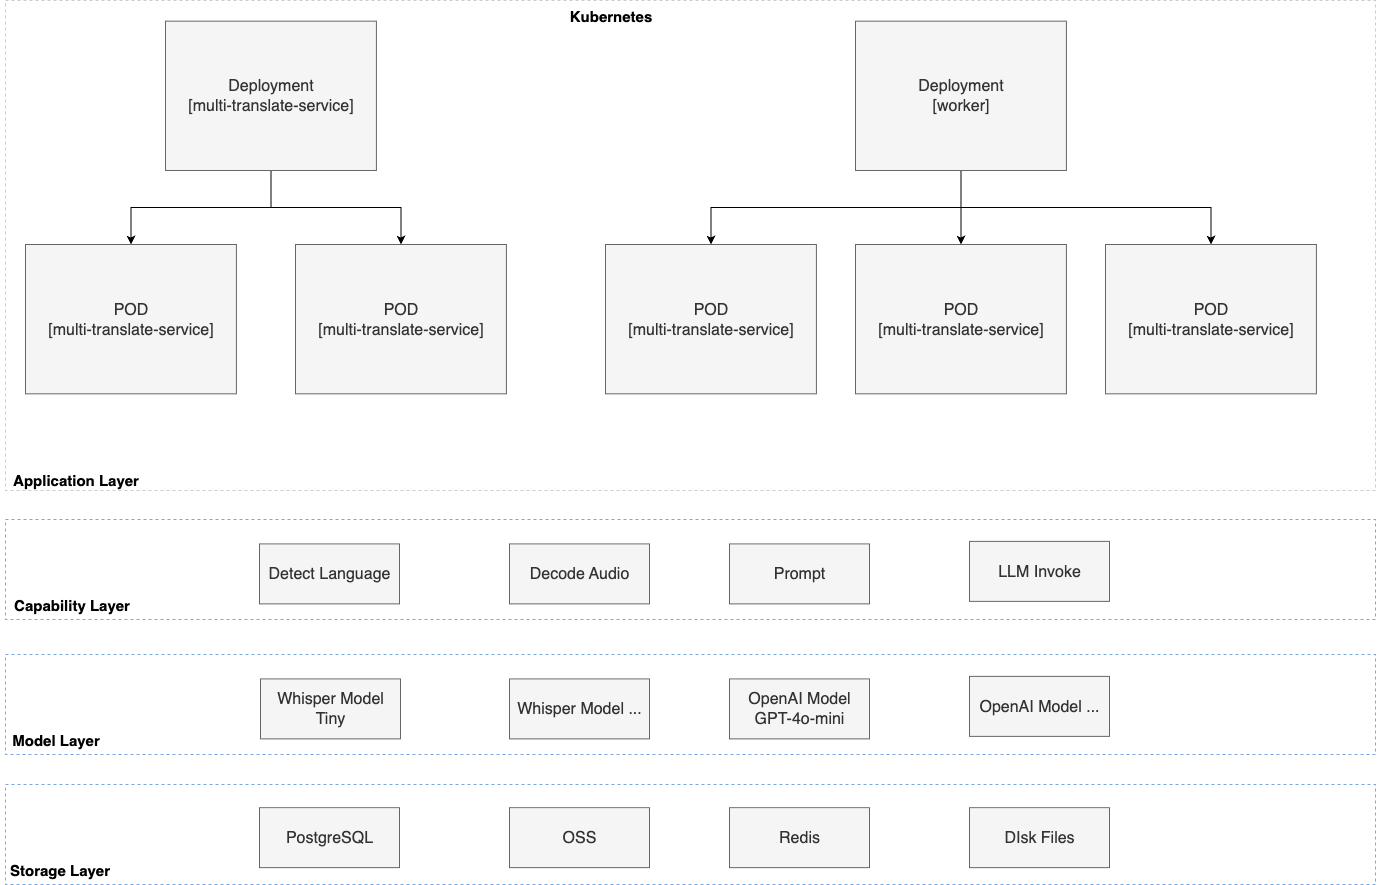 Kubernetes
Deployment
[multi-translate-service]
Deployment
[worker]
POD
[multi-translate-service]
POD
[multi-translate-service]
POD
[multi-translate-service]
POD
[multi-translate-service]
POD
[multi-translate-service]
Application Layer
Detect Language
Decode Audio
Prompt
LLM Invoke
Capability Layer
Whisper Model
Tiny
Whisper Model ...
OpenAI Model
GPT-4o-mini
OpenAI Model ...
Model Layer
PostgreSQL
OSS
Redis
DIsk Files
Storage Layer